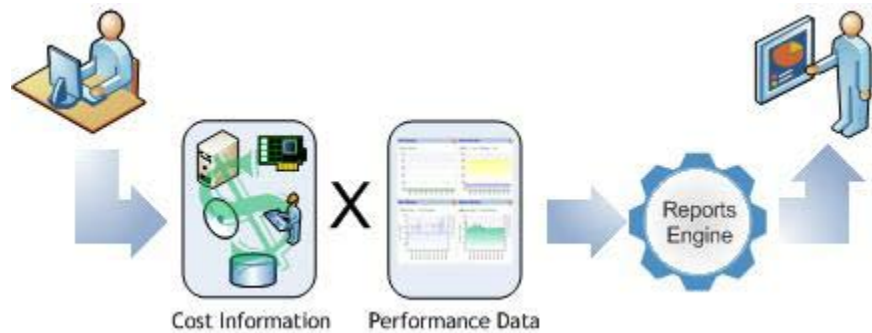 X
Reports
Engine
Cost Information
Performance Data